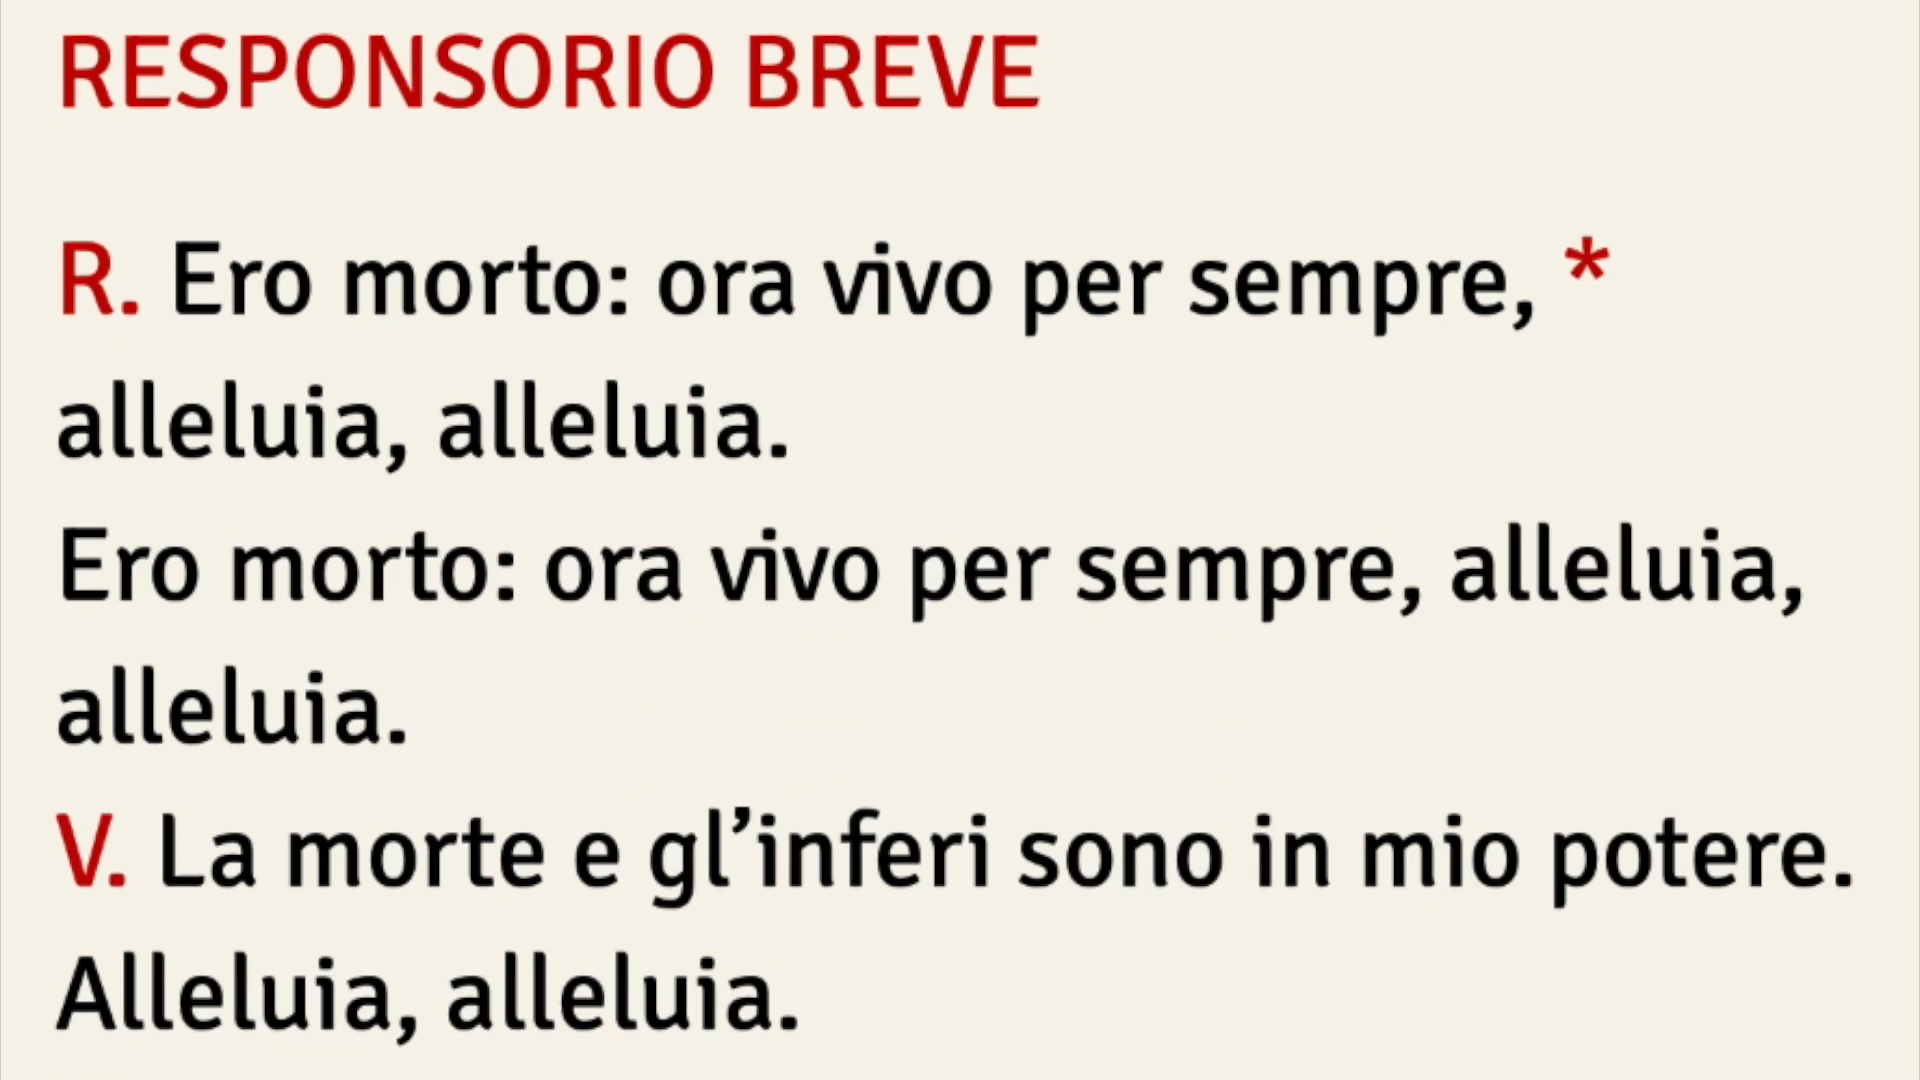 RESPONSORIO BREVE
R. Ero morto: ora vivo per sempre, *
alleluia, alleluia.
Ero morto: ora vivo per sempre, alleluia,
alleluia.
V. La morte e gl’inferi sono in mio potere.
Alleluia, alleluia.